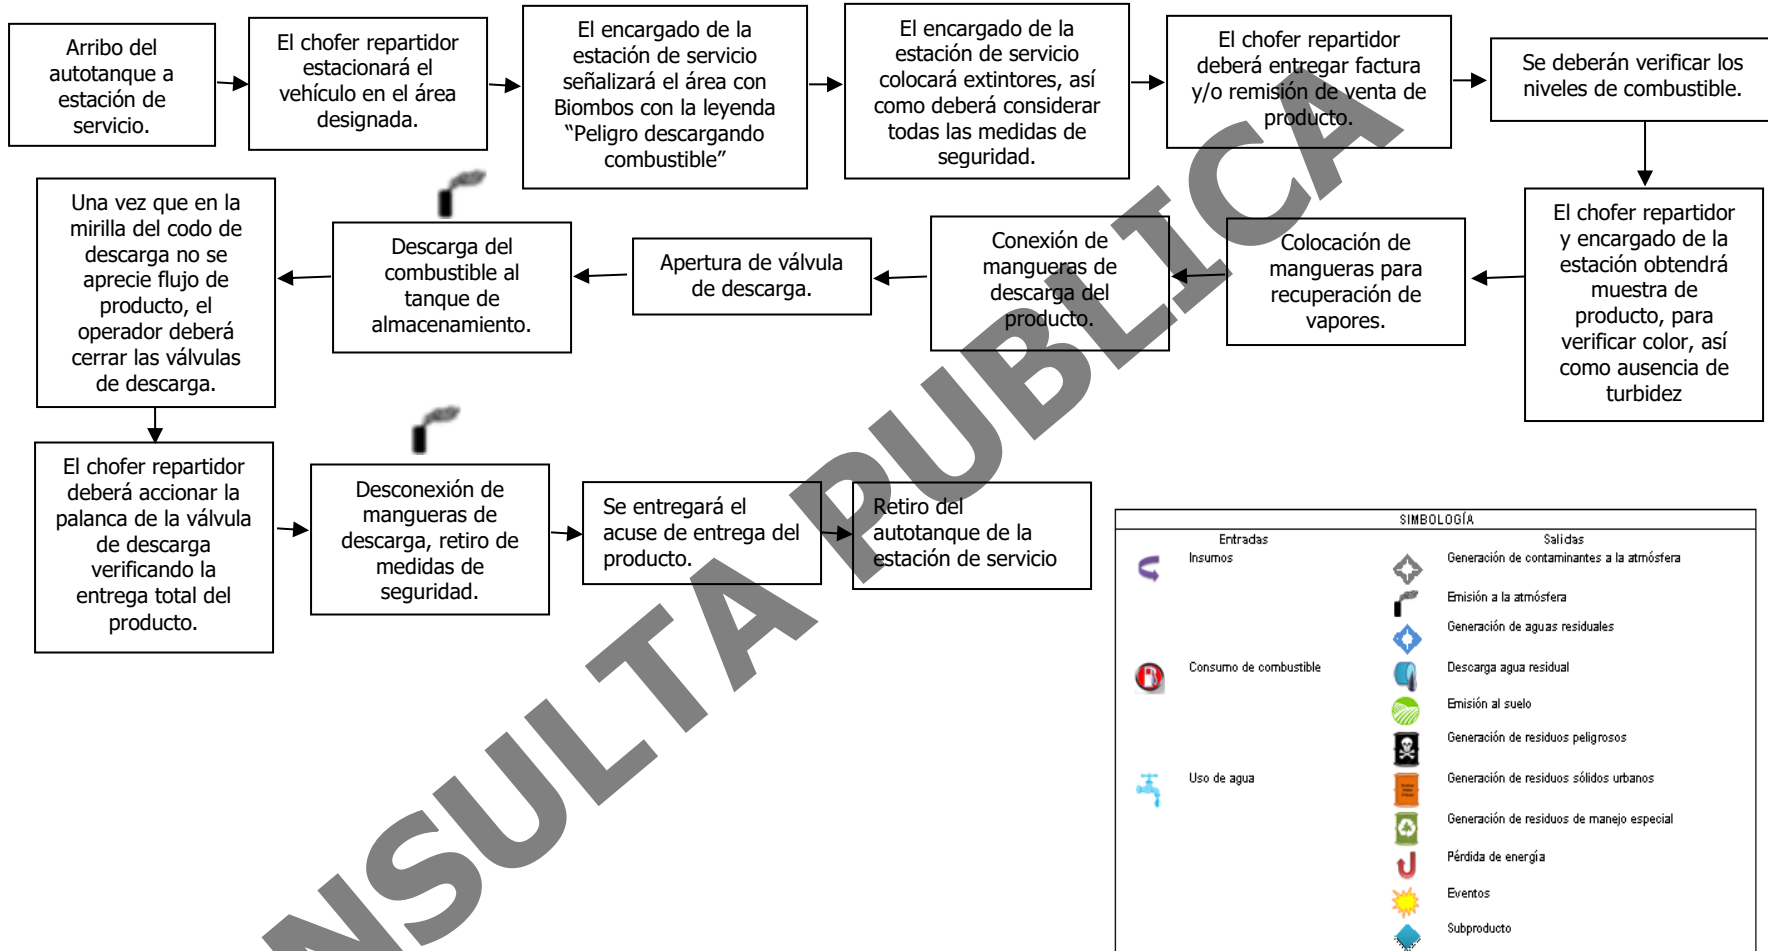 Arribo del
autotanque a
estación de
servicio.
El chofer repartidor
estacionará el
vehículo en el área
designada.
El encargado de la
estación de servicio
señalizará el área con
Biombos con la leyenda
“Peligro descargando
combustible”
El encargado de la
estación de servicio
colocará extintores, así
como deberá considerar
todas las medidas de
seguridad.
El chofer repartidor
deberá entregar factura
y/o remisión de venta de
producto.
Se deberán verificar los
niveles de combustible.
El chofer repartidor
y encargado de la
estación obtendrá
muestra de
producto, para
verificar color, así
como ausencia de
turbidez
Colocación de
mangueras para
recuperación de
vapores.
Conexión de
mangueras de
descarga del
producto.
Apertura de válvula
de descarga.
Descarga del
combustible al
tanque de
almacenamiento.
Una vez que en la
mirilla del codo de
descarga no se
aprecie flujo de
producto, el
operador deberá
cerrar las válvulas
de descarga.
El chofer repartidor
deberá accionar la
palanca de la válvula
de descarga
verificando la
entrega total del
producto.
Desconexión de
mangueras de
descarga, retiro de
medidas de
seguridad.
Se entregará el
acuse de entrega del
producto.
Retiro del
autotanque de la
estación de servicio
NSULTA PUBLICA
SIMBOLOGÍA
Entradas
Insumos
Consumo de combustible
Uso de agua
Salidas
Generación de contaminantes a la atmósfera
Emisión a la atmósfera
Generación de aguas residuales
Descarga agua residual
Emisión al suelo
Generación de residuos peligrosos
Generación de residuos sólidos urbanos
Generación de residuos de manejo especial
Pérdida de energía
Eventos
Subproducto